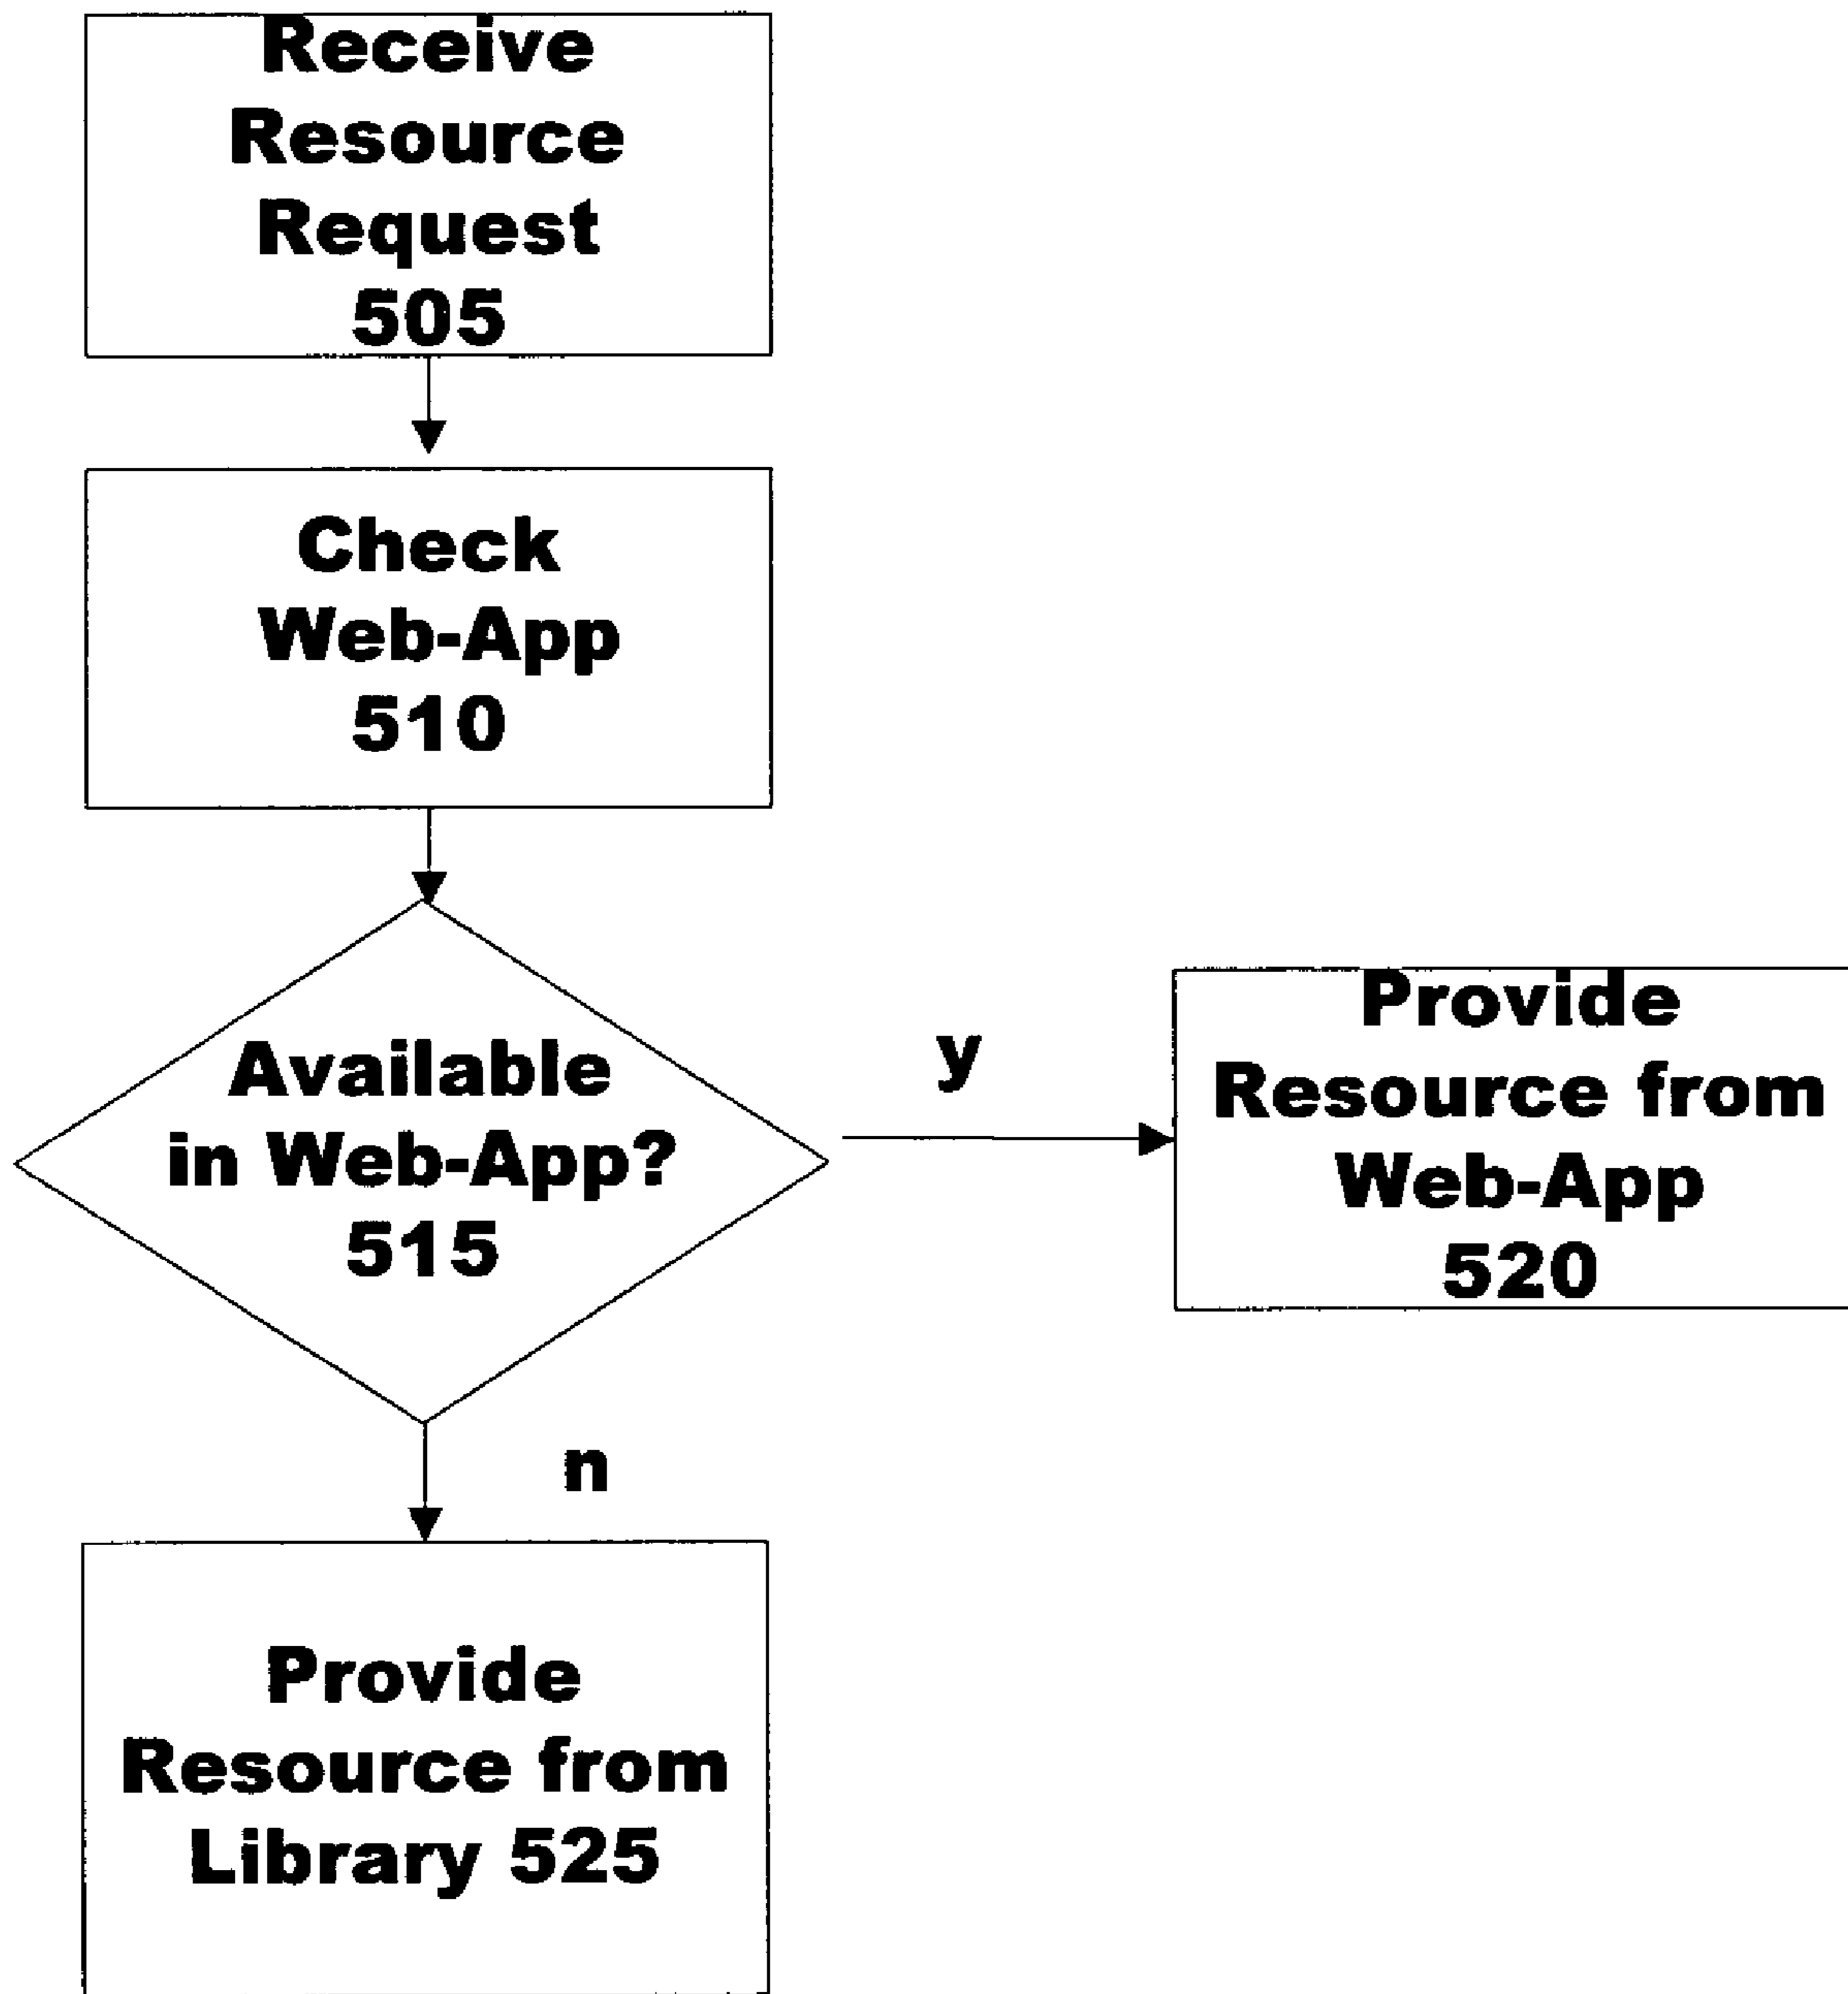 Receive
Resource
Request
505
Check
Web-App
510
Available
in Web-App?
515
y
Provide
Resource from
Web-App
520
n
Provide
Resource from
Library 525